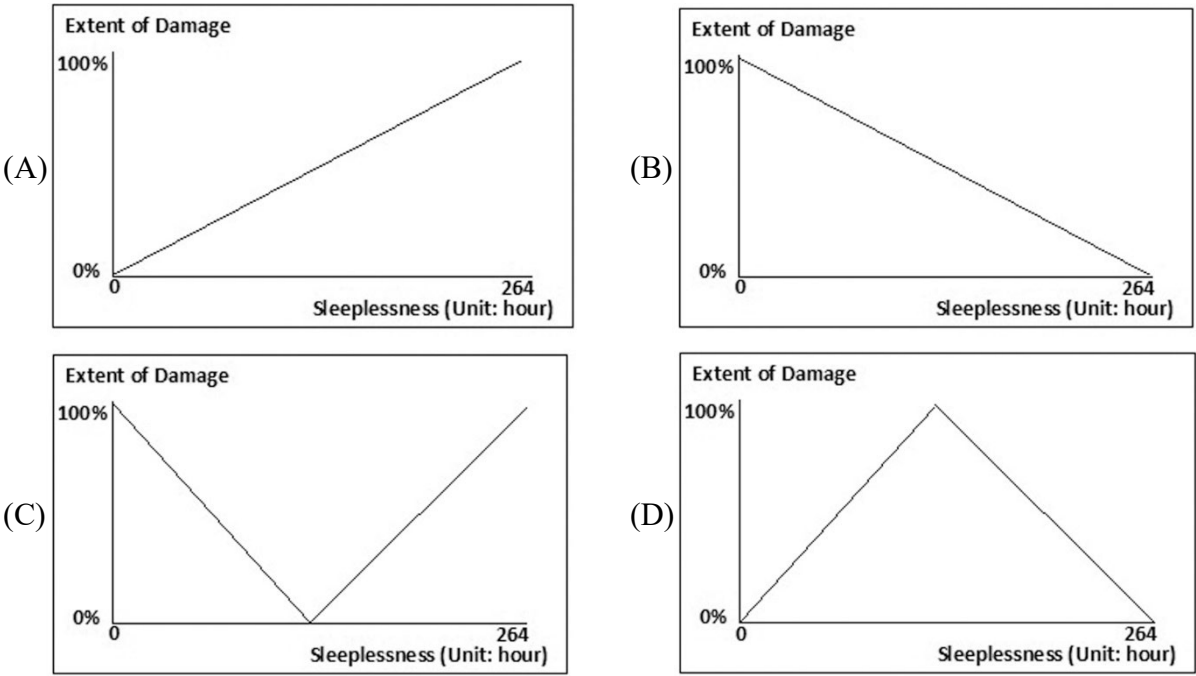 Extent of Damage
100%
(A)
0%
0
264
Sleeplessness (Unit: hour)
Extent of Damage
100%
(B)
0%
0
264
Sleeplessness (Unit: hour)
Extent of Damage
100%
(C)
0%
0
264
Sleeplessness (Unit: hour)
Extent of Damage
100%
(D)
0%
0
264
Sleeplessness (Unit: hour)